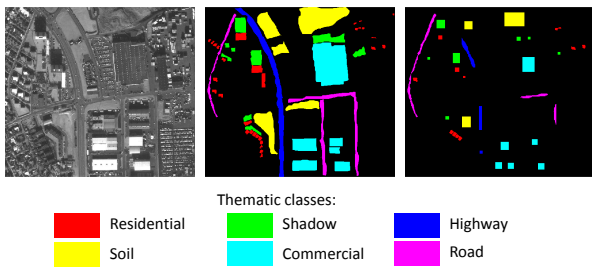 Thematic classes:
Residential Shadow Highway
Soil Commercial Road